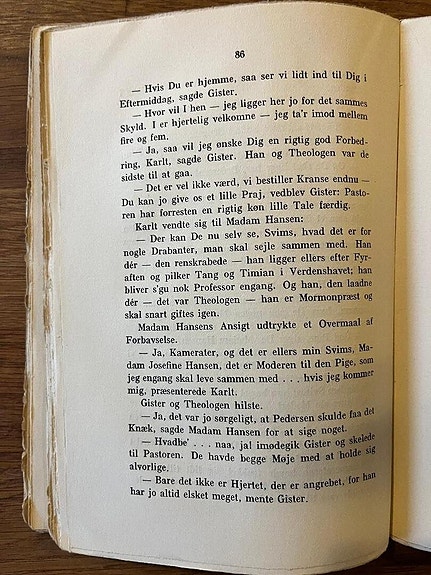 86
— Hvis Du er hjemme, saa ser vi lidt ind til Dig i
Eftermiddag, sagde Gister.
— Hvor vil I hen — jeg ligger her jo for det sammes
Skyld. I er hjertelig velkomne — jeg ta'r imod mellem
fire og fem.
— Ja, saa vil jeg ønske Dig en rigtig god Forbed-
ring, Karlt, sagde Gister. Han og Theologen var de
sidste til at gaa.
— Det er vel ikke værd, vi bestiller Kranse endnu —
Du kan jo give os et lille Praj, vedblev Gister: Pasto-
ren har forresten en rigtig køn lille Tale færdig.
Karlt vendte sig til Madam Hansen:
— Der kan De nu selv se, Svims, hvad det er for
nogle Drabanter, man skal sejle sammen med. Han
dér — den renskrabede — han ligger ellers efter Fyr-
aften og pilker Tang og Timian i Verdenshavet; han
bliver s'gu nok Professor engang. Og han, den laadne
dér — det var Theologen — han er Mormonpræst og
skal snart giftes igen.
Madam Hansens Ansigt udtrykte et Overmaal af
Forbavselse.
— Ja, Kamerater, og det er ellers min Svims, Ma-
dam Josefine Hansen, det er Moderen til den Pige, som
jeg engang skal leve sammen med . . . hvis jeg kommer
mig, præsenterede Karlt.
Gister og Theologen hilste.
— Ja, det var jo sørgeligt, at Pedersen skulde faa det
Knæk, sagde Madam Hansen for at sige noget.
— Hvadbe' . . . naa, ja! imødegik Gister og skelede
til Pastoren. De havde begge Møje med at holde sig
alvorlige.
— Bare det ikke er Hjertet, der er angrebet, for han
har jo altid elsket meget, mente Gister.